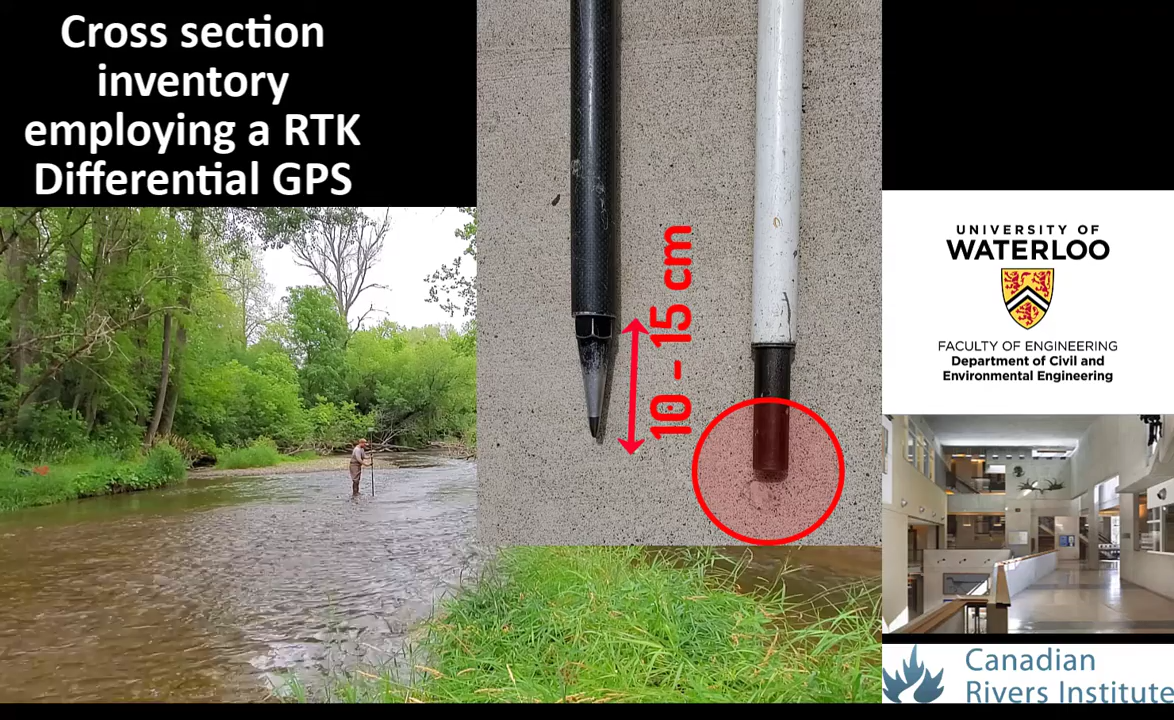 Cross section
inventory
employing a RTK
Differential GPS
10 - 15 cm
UNIVERSITY OF
WATERLOO
FACULTY OF ENGINEERING
Department of Civil and
Environmental Engineering
Canadian
Rivers Institute